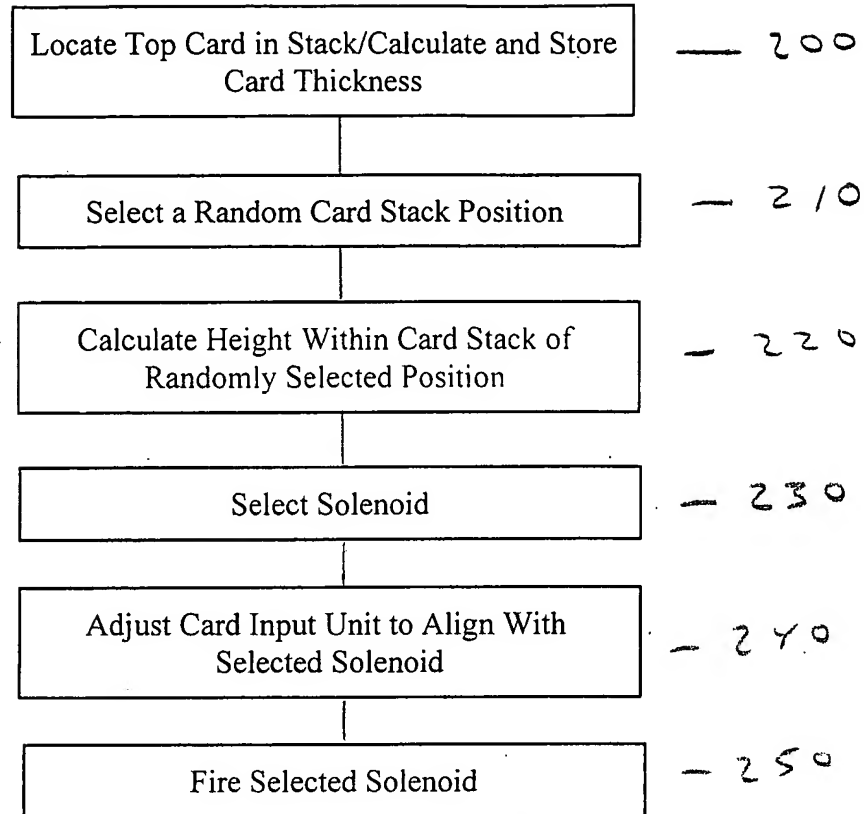 Locate Top Card in Stack/Calculate and Store
Card Thickness
— 200
Select a Random Card Stack Position
— 210
Calculate Height Within Card Stack of
Randomly Selected Position
— 220
Select Solenoid
— 230
Adjust Card Input Unit to Align With
Selected Solenoid
— 240
Fire Selected Solenoid
— 250